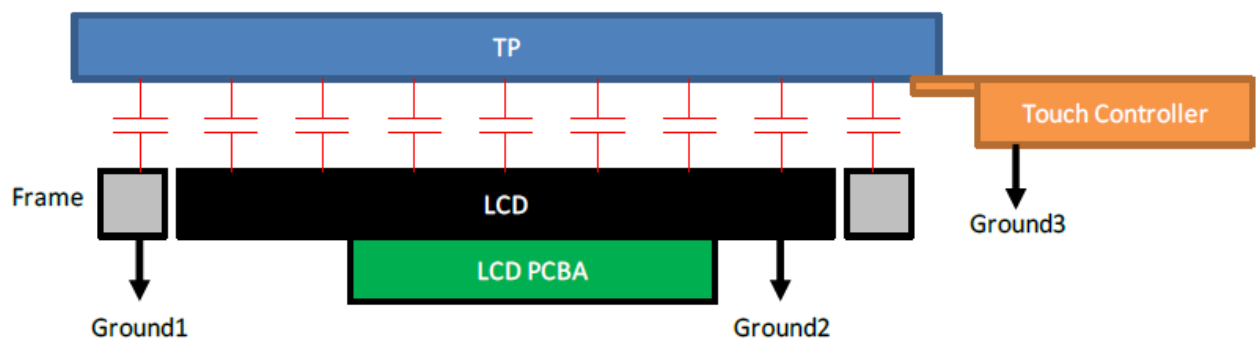 TP
Touch Controller
Frame
LCD
Ground3
LCD PCBA
Ground1
Ground2